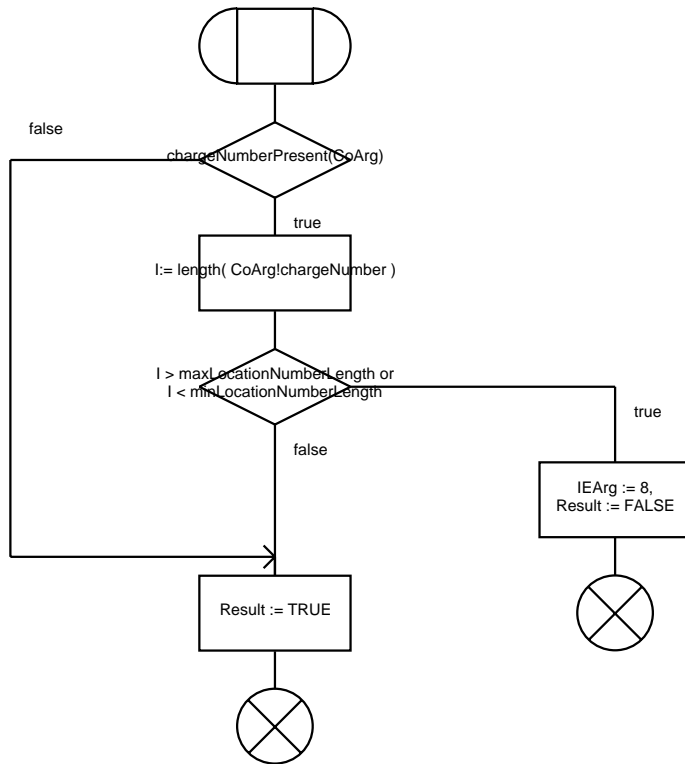 false
chargeNumberPresent(CoArg)
true
I:= length( CoArg!chargeNumber )
I > maxLocationNumberLength or
I < minLocationNumberLength
true
false
IEArg := 8,
Result := FALSE
Result := TRUE